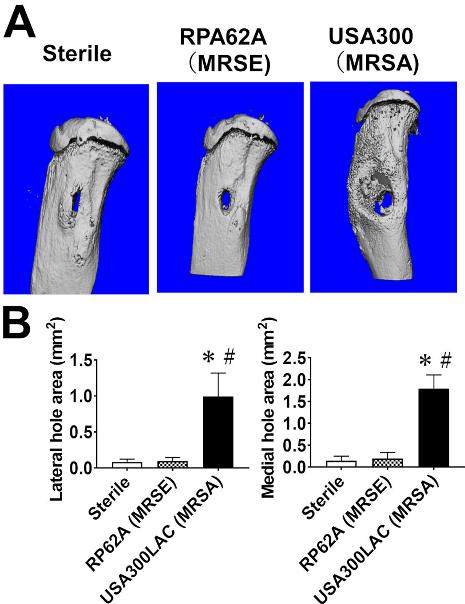 A
Sterile
RPA62A
（MRSE)
USA300
（MRSA)
B
Lateral hole area (mm2)
1.5
1.0
0.5
0.0
* #
Sterile
RP62A (MRSE)
USA300LAC (MRSA)
Medial hole area (mm2)
2.5
2.0
1.5
1.0
0.5
0.0
* #
Sterile
RP62A (MRSE)
USA300LAC (MRSA)